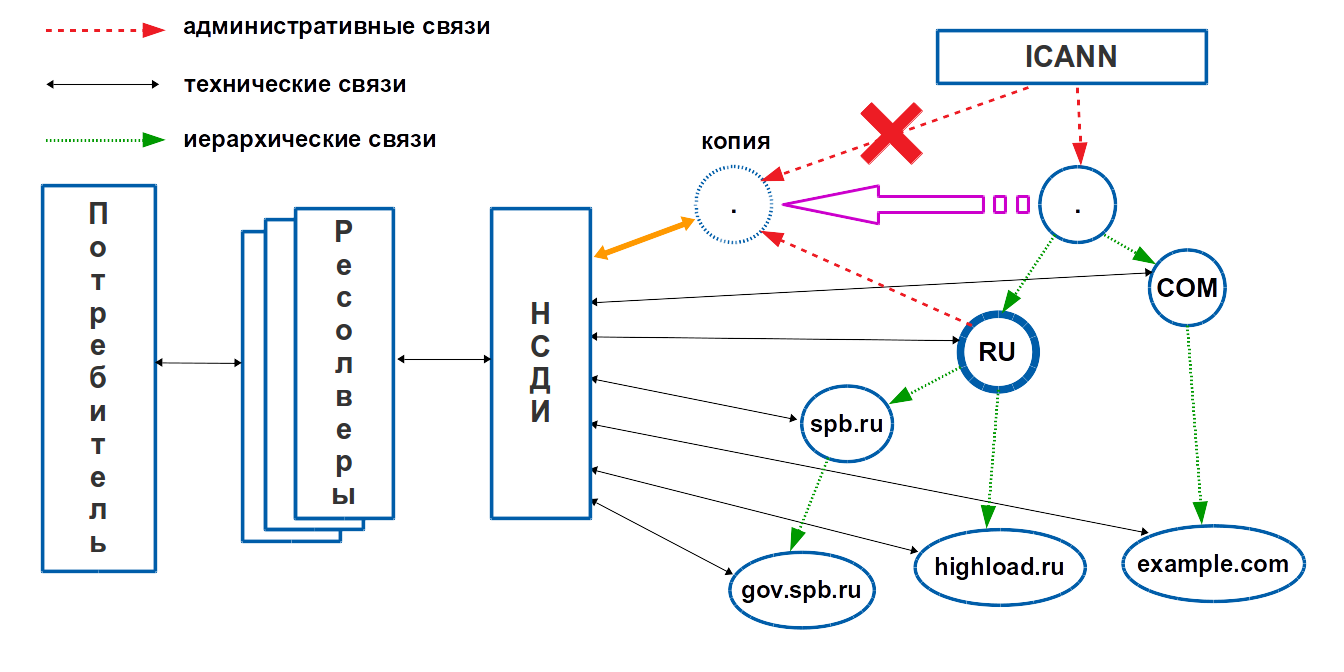 административные связи
технические связи
иерархические связи
ICANN
копия
.
.
Потребитель
Рессолверы
НСДИ
COM
RU
spb.ru
gov.spb.ru
highload.ru
example.com